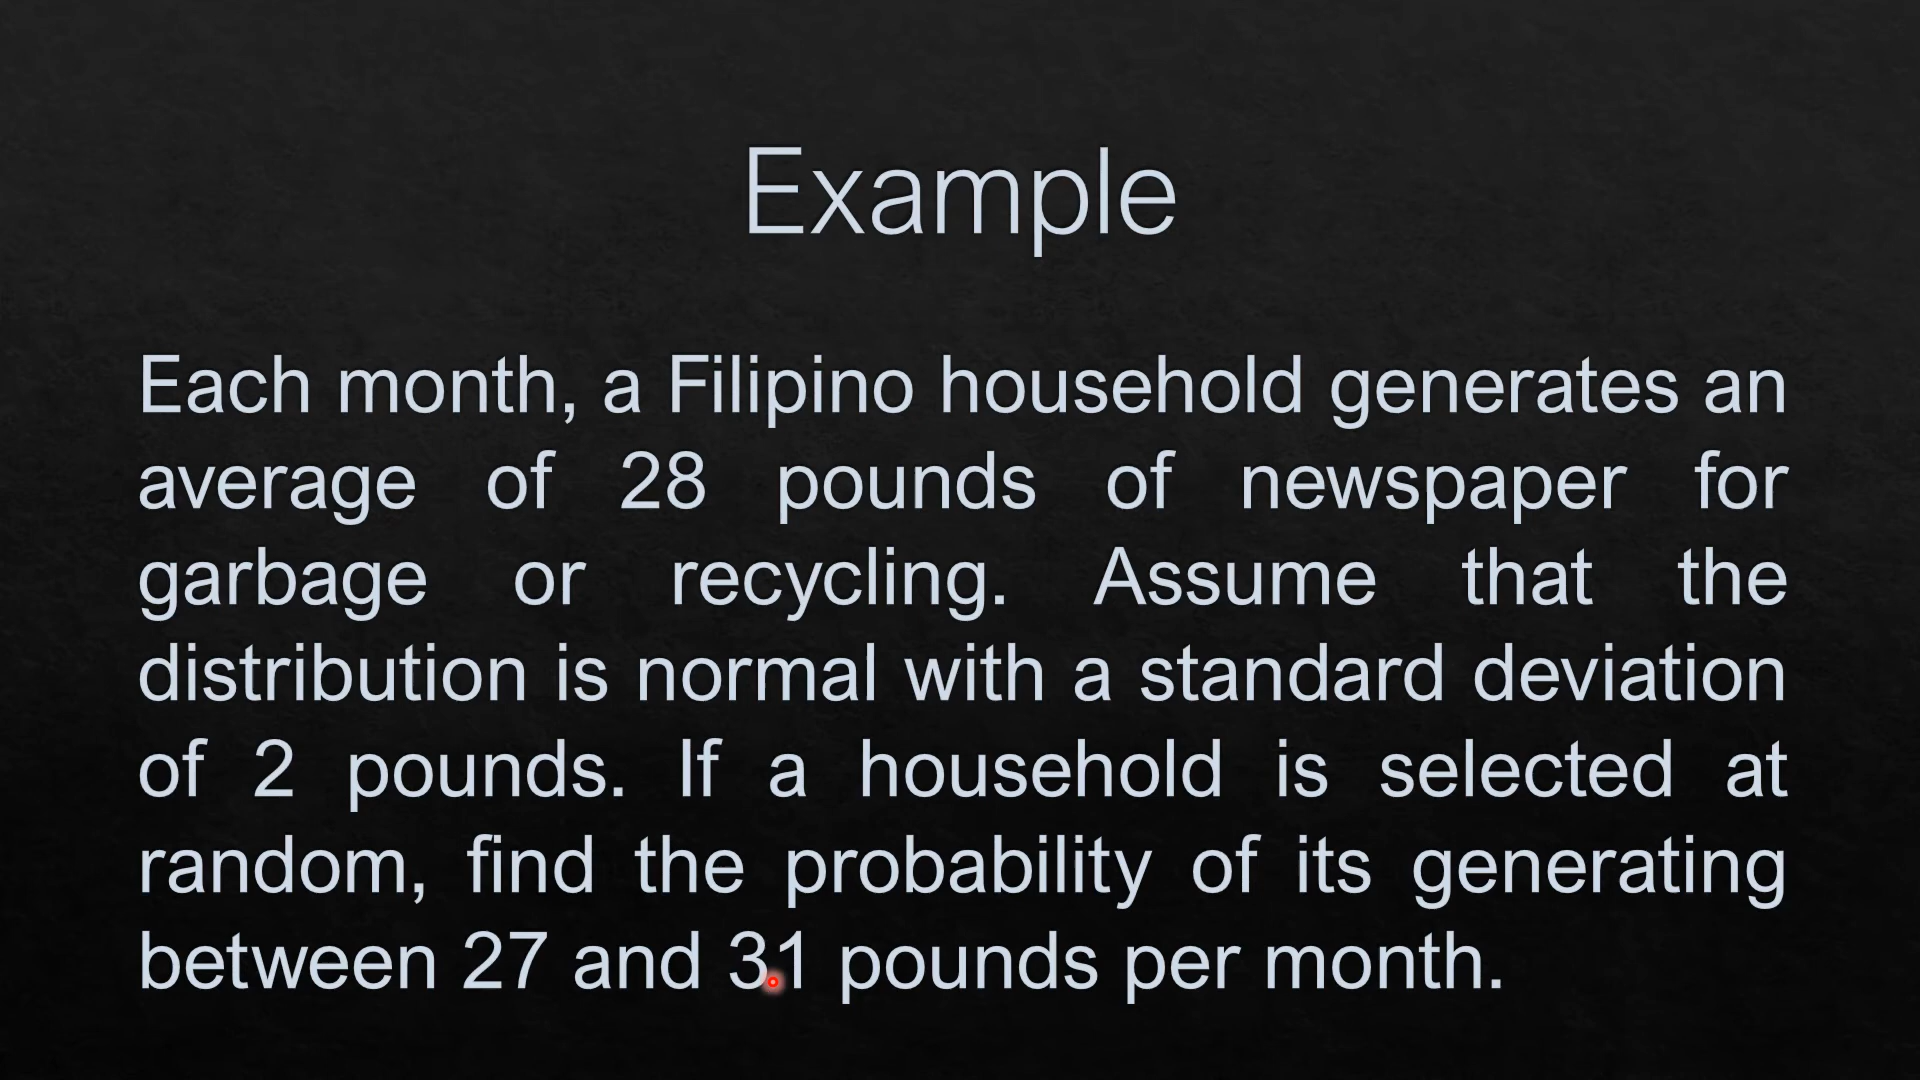 Example
Each month, a Filipino household generates an
average of 28 pounds of newspaper for
garbage or recycling. Assume that the
distribution is normal with a standard deviation
of 2 pounds. If a household is selected at
random, find the probability of its generating
between 27 and 31 pounds per month.